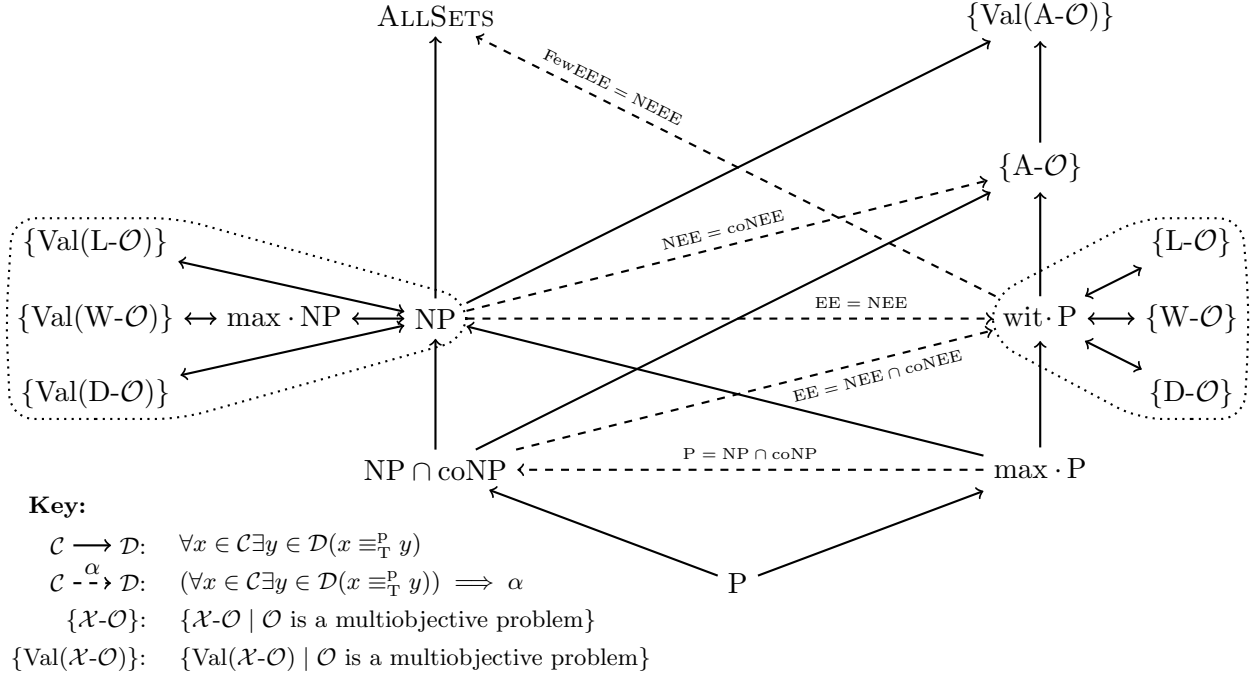 ALLSETS {Val(A-𝒪)}
FewEEE = NEEE
{A-𝒪}
NEE = coNEE
{Val(L-𝒪)} {L-𝒪}
EE = NEE
{Val(W-𝒪)} max · NP NP wit · P {W-𝒪}
EE = NEE ∩ coNEE
{Val(D-𝒪)} {D-𝒪}
P = NP ∩ coNP
NP ∩ coNP max · P
P
Key:
𝒞 ⟶ 𝒟: ∀x ∈ 𝒞∃y ∈ 𝒟(x ≡ᵖ_T y)
𝒞 -α-> 𝒟: (∀x ∈ 𝒞∃y ∈ 𝒟(x ≡ᵖ_T y)) ⟹ α
{𝒳-𝒪}: {𝒳-𝒪 | 𝒪 is a multiobjective problem}
{Val(𝒳-𝒪)}: {Val(𝒳-𝒪) | 𝒪 is a multiobjective problem}